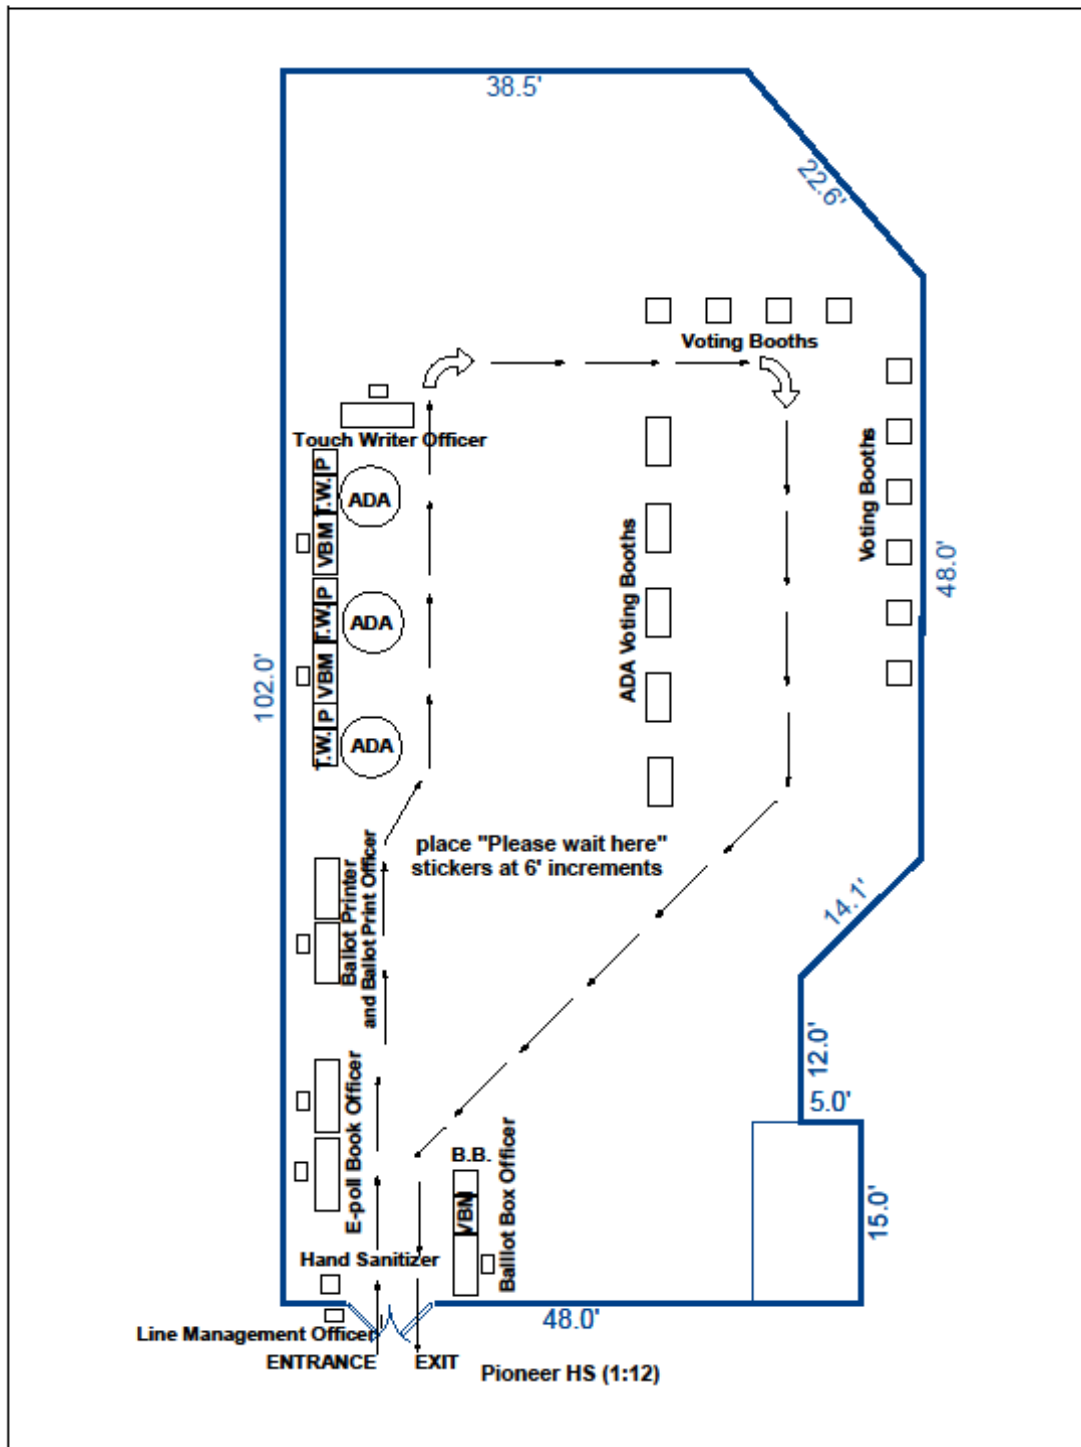 38.5'
22.6'
Voting Booths
Touch Writer Officer
T.W. P
ADA
VBM
Voting Booths
ADA Voting Booths
48.0'
T.W. P
ADA
VBM
102.0'
P
T.W.
ADA
place "Please wait here"
stickers at 6' increments
Ballot Printer
and Ballot Print Officer
14.1'
12.0'
5.0'
E-poll Book Officer
B.B.
VBM
Balllot Box Officer
15.0'
Hand Sanitizer
48.0'
Line Management Officer
ENTRANCE
EXIT
Pioneer HS (1:12)